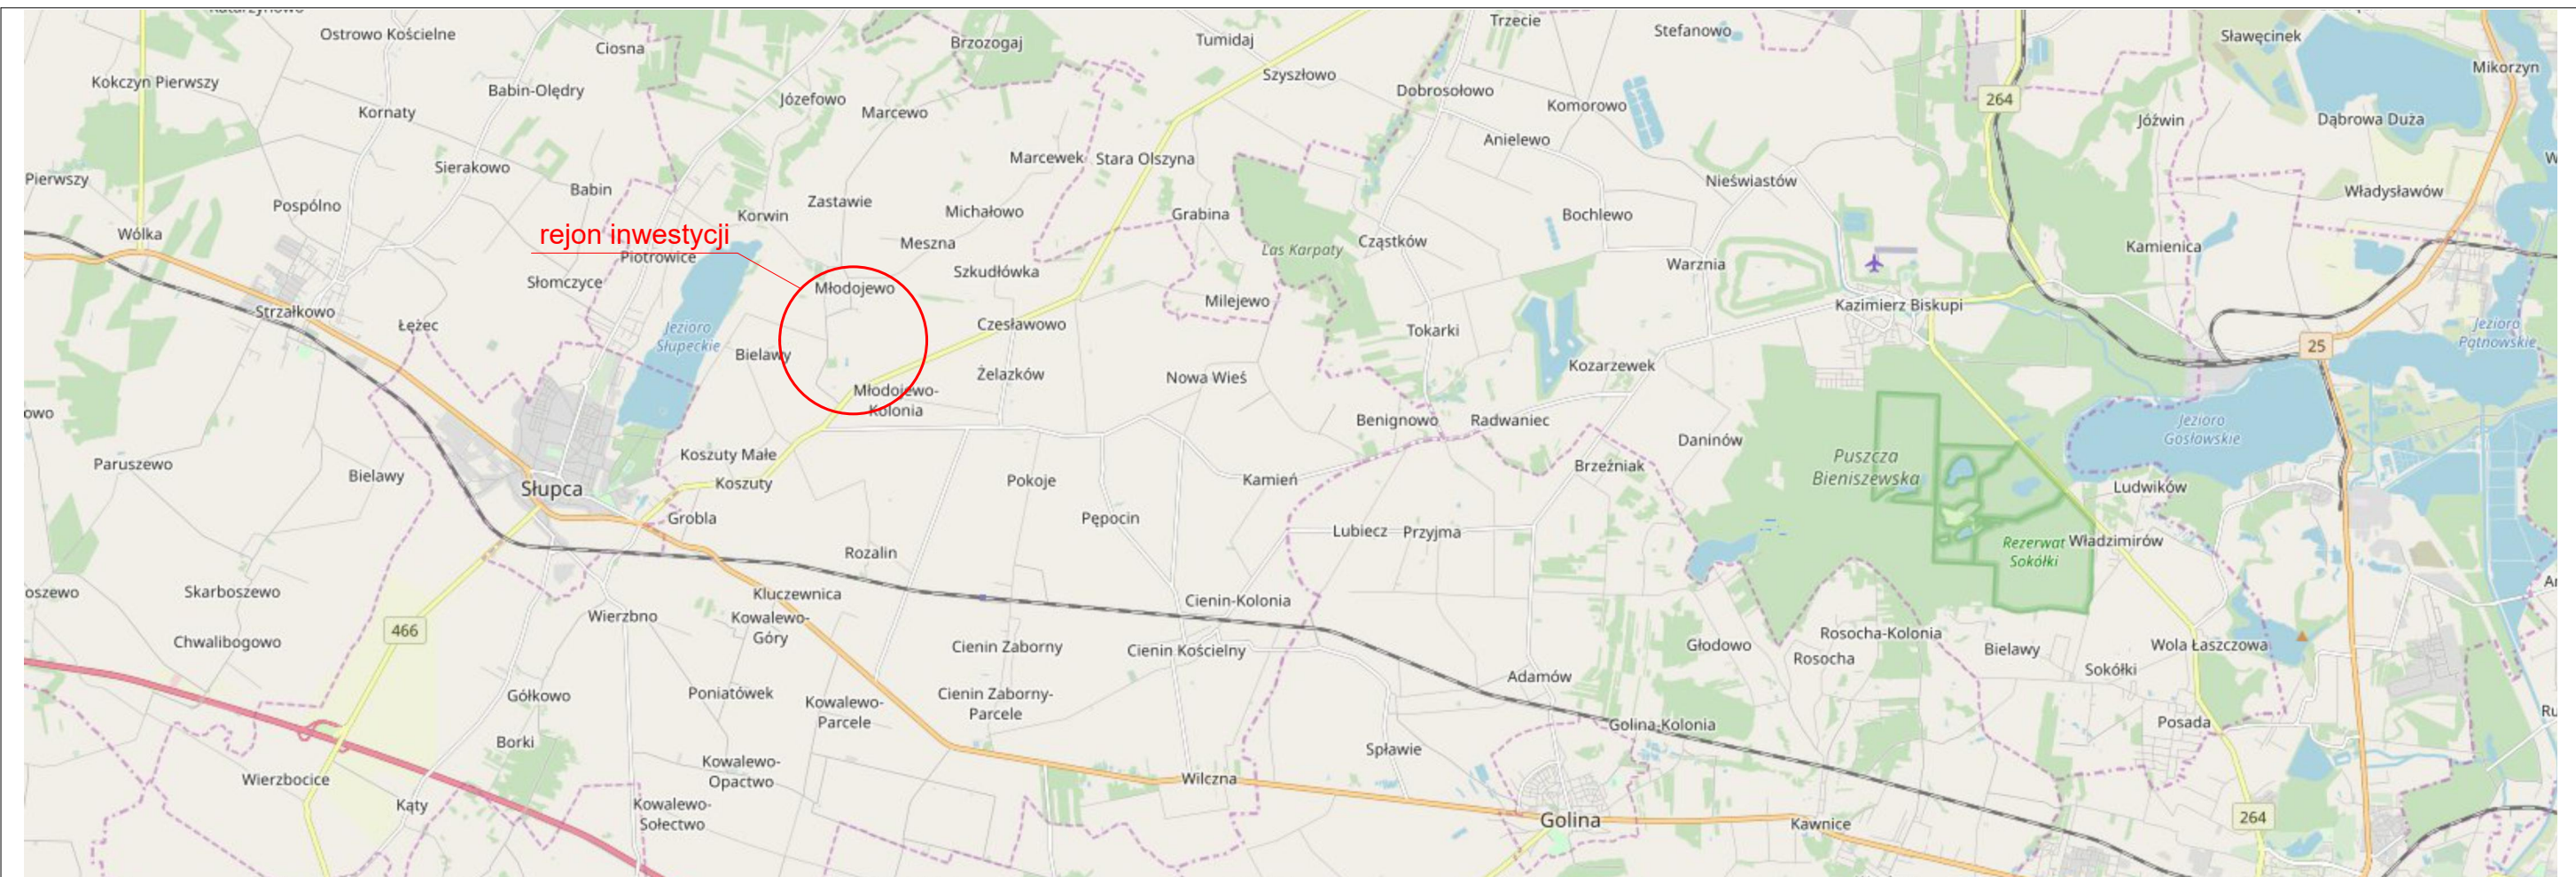 Ostrowo Kościelne
Ciosna
Brzozogaj
Tumidaj
Trzecie
Stefanowo
Sławęcinek
Kokczyn Pierwszy
Babin-Olędry
Szyszłowo
Dobrosołowo
Mikorzyn
Kornaty
Józefowo
Marcewo
Komorowo
264
Jóźwin
Dąbrowa Duża
Anielewo
Sierakowo
Marcewek
Stara Olszyna
Pierwszy
Babin
Nieświastów
Władysławów
Pospólno
Zastawie
Korwin
Michałowo
Grabina
Bochlewo
Wólka
rejon inwestycji
Piotrowice
Meszna
Las Karpaty
Cząstków
Kamienica
Słomczyce
Szkudłówka
Warznia
Młodojewo
Milejewo
Kazimierz Biskupi
Strzałkowo
Łężec
Jezioro
Słupeckie
Czesławowo
Tokarki
Jezioro
Pątnowskie
25
Bielawy
Żelazków
Nowa Wieś
Kozarzewek
Młodojewo-
Kolonia
owo
Benignowo
Radwaniec
Jezioro
Gosławskie
Daninów
Paruszewo
Bielawy
Koszuty Małe
Koszuty
Pokoje
Kamień
Brzeźniak
Puszcza
Bieniszewska
Słupca
Ludwików
Grobla
Pępocin
Lubiecz
Przyjma
Rozalin
Rezerwat
Sokółki
Władzimirów
oszewo
Skarboszewo
Kluczewnica
Cienin-Kolonia
Wierzbno
Kowalewo-
Góry
466
Chwalibogowo
Cienin Zaborny
Cienin Kościelny
Głodowo
Rosocha-Kolonia
Rosocha
Bielawy
Wola Łaszczowa
Sokółki
Gółkowo
Poniatówek
Kowalewo-
Parcele
Cienin Zaborny-
Parcele
Adamów
Golina-Kolonia
Posada
Ru
Borki
Spławie
Wierzbocice
Kowalewo-
Opactwo
Wilczna
Kąty
Kowalewo-
Sołectwo
Golina
Kawnice
264